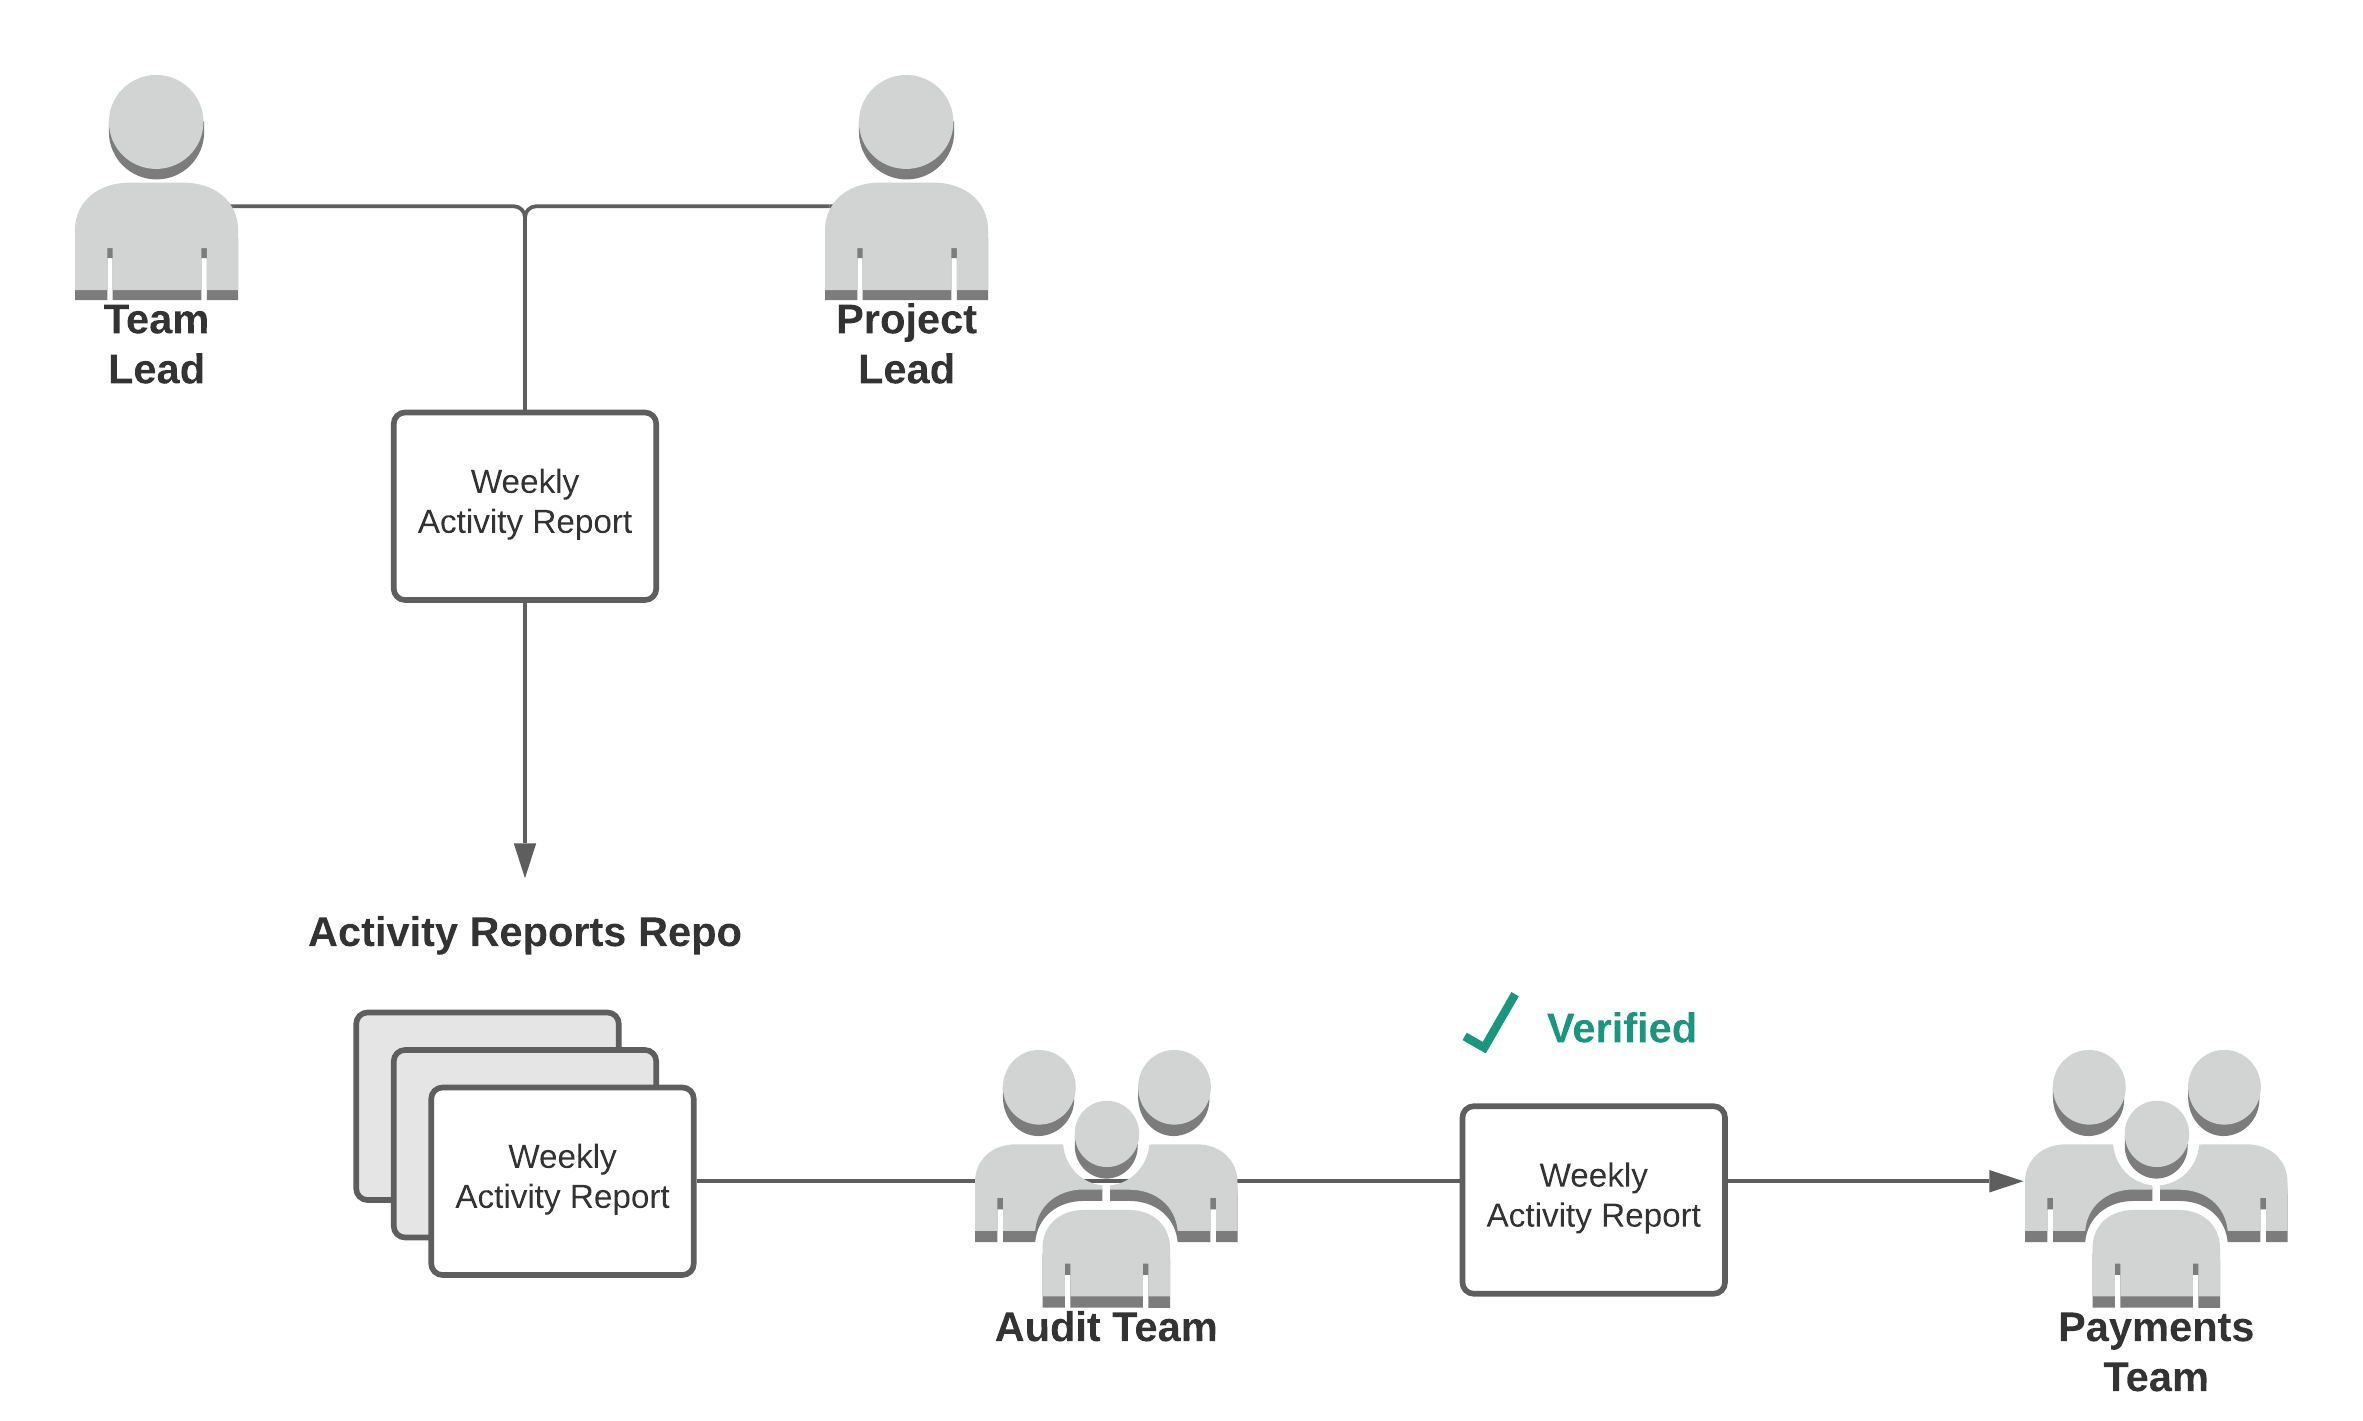 Team
Lead
Project
Lead
Weekly
Activity Report
Activity Reports Repo
Weekly
Activity Report
Audit Team
Verified
Weekly
Activity Report
Payments
Team